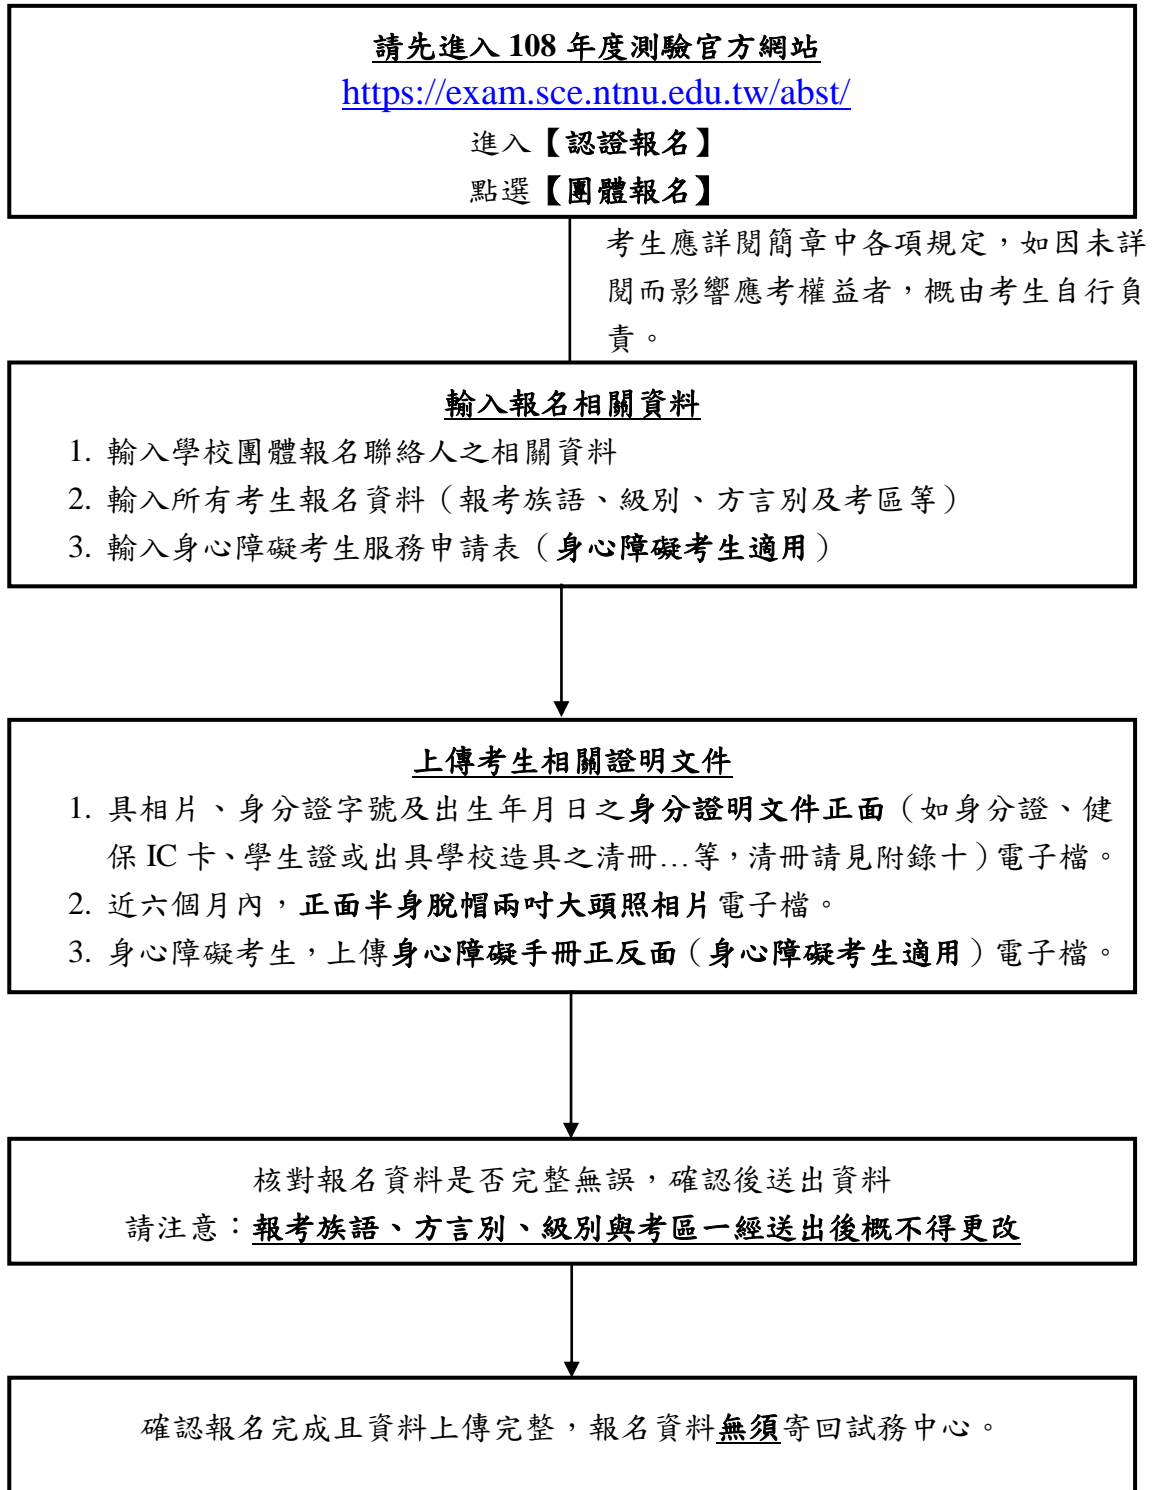 請先進入 108 年度測驗官方網站
https://exam.sce.ntnu.edu.tw/abst/
進入【認證報名】
點選【團體報名】
考生應詳閱簡章中各項規定，如因未詳
閱而影響應考權益者，概由考生自行負
責。
輸入報名相關資料
1. 輸入學校團體報名聯絡人之相關資料
2. 輸入所有考生報名資料（報考族語、級別、方言別及考區等）
3. 輸入身心障礙考生服務申請表（身心障礙考生適用）
上傳考生相關證明文件
1. 具相片、身分證字號及出生年月日之身分證明文件正面（如身分證、健
保 IC 卡、學生證或出具學校造具之清冊…等，清冊請見附錄十）電子檔。
2. 近六個月內，正面半身脫帽兩吋大頭照相片電子檔。
3. 身心障礙考生，上傳身心障礙手冊正反面（身心障礙考生適用）電子檔。
核對報名資料是否完整無誤，確認後送出資料
請注意：報考族語、方言別、級別與考區一經送出後概不得更改
確認報名完成且資料上傳完整，報名資料無須寄回試務中心。